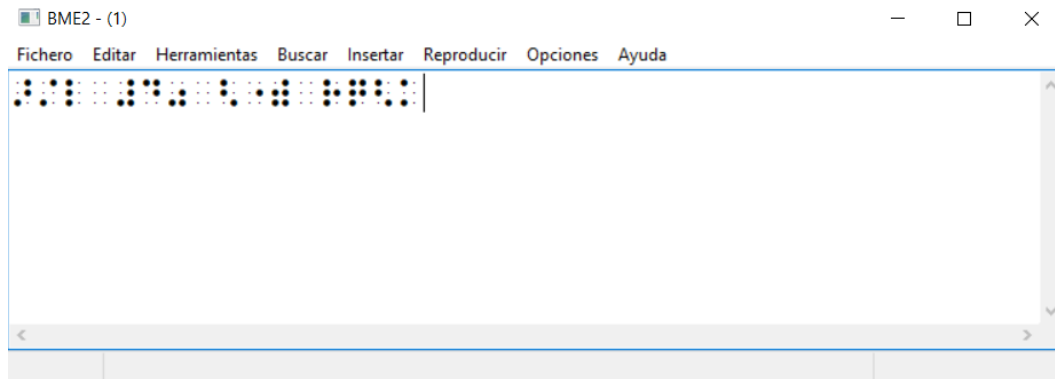 BME2 - (1)
Fichero Editar Herramientas Buscar Insertar Reproducir Opciones Ayuda
⠜⠌⠇⠀⠼⠙⠲⠀⠣⠐⠾⠀⠗⠟⠣⠅